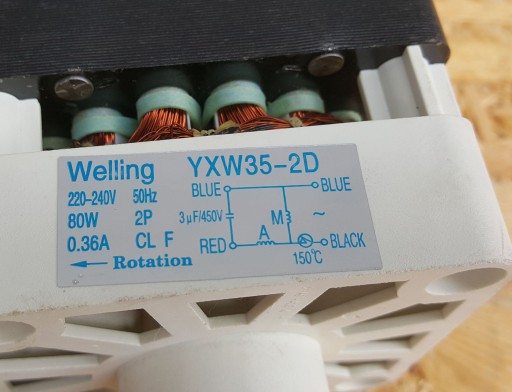 Welling YXW35-2D
220-240V 50Hz
80W 2P
0.36A CL F
Rotation
BLUE BLUE
3μF/450V M ~
RED A BLACK
150℃